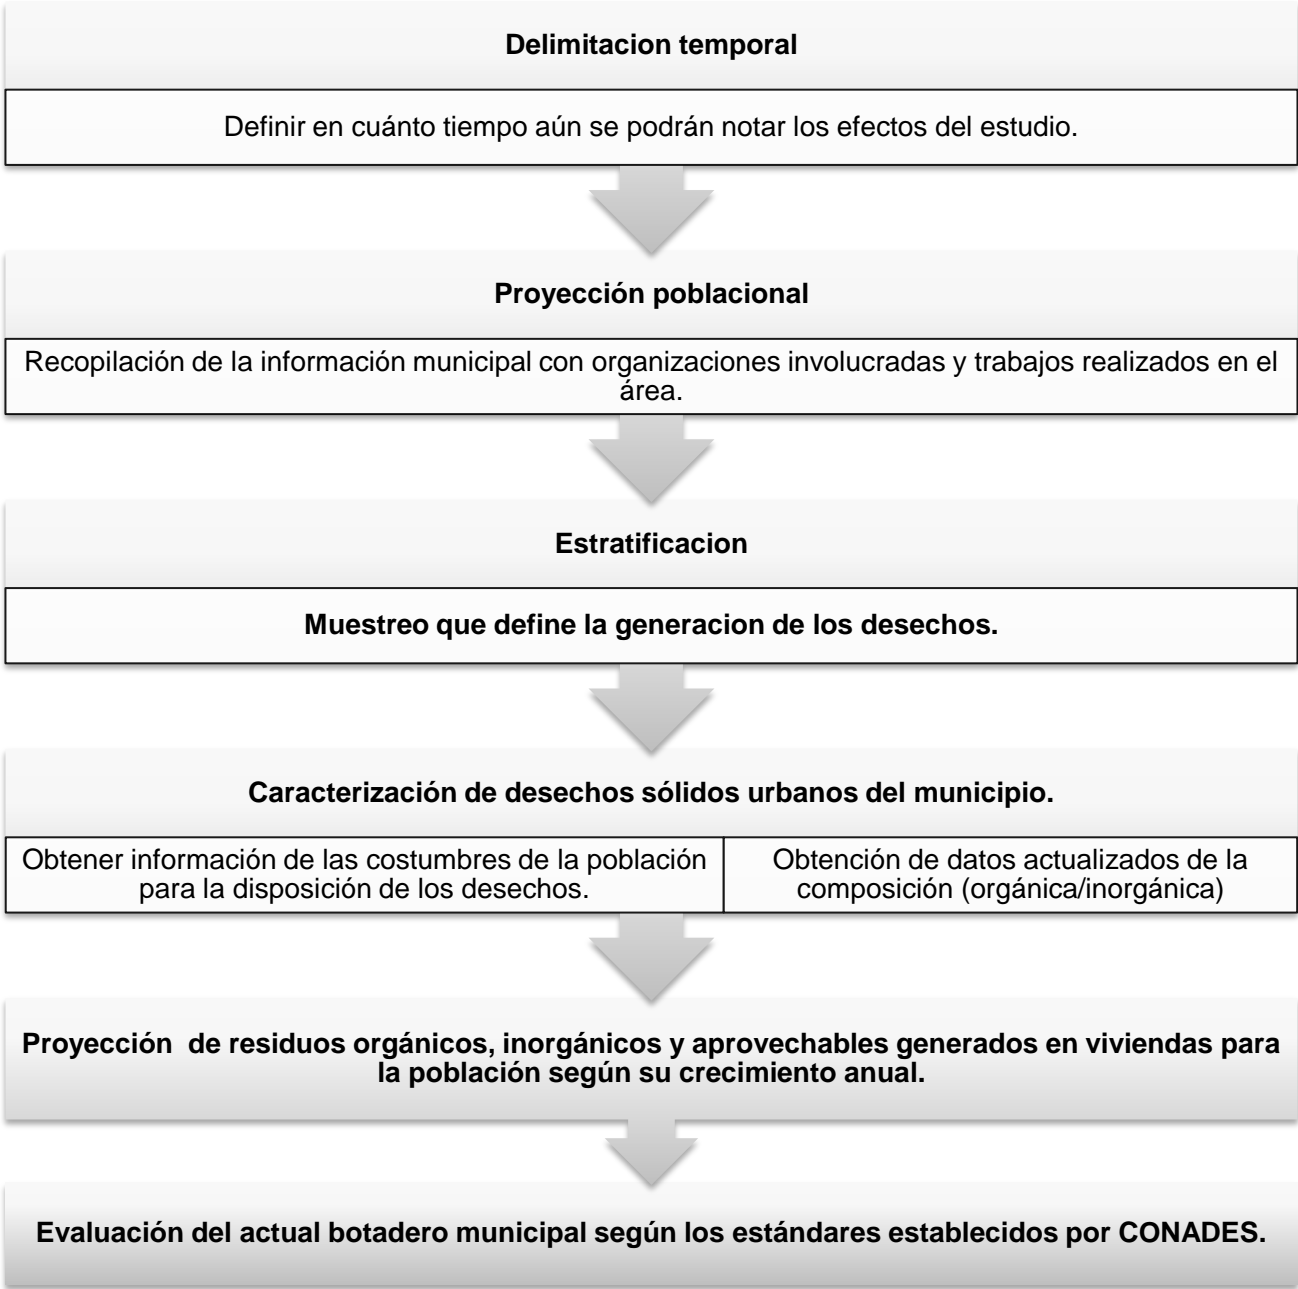 Delimitacion temporal
Definir en cuánto tiempo aún se podrán notar los efectos del estudio.
Proyección poblacional
Recopilación de la información municipal con organizaciones involucradas y trabajos realizados en el
área.
Estratificacion
Muestreo que define la generacion de los desechos.
Caracterización de desechos sólidos urbanos del municipio.
Obtener información de las costumbres de la población
para la disposición de los desechos.
Obtención de datos actualizados de la
composición (orgánica/inorgánica)
Proyección  de residuos orgánicos, inorgánicos y aprovechables generados en viviendas para
la población según su crecimiento anual.
Evaluación del actual botadero municipal según los estándares establecidos por CONADES.